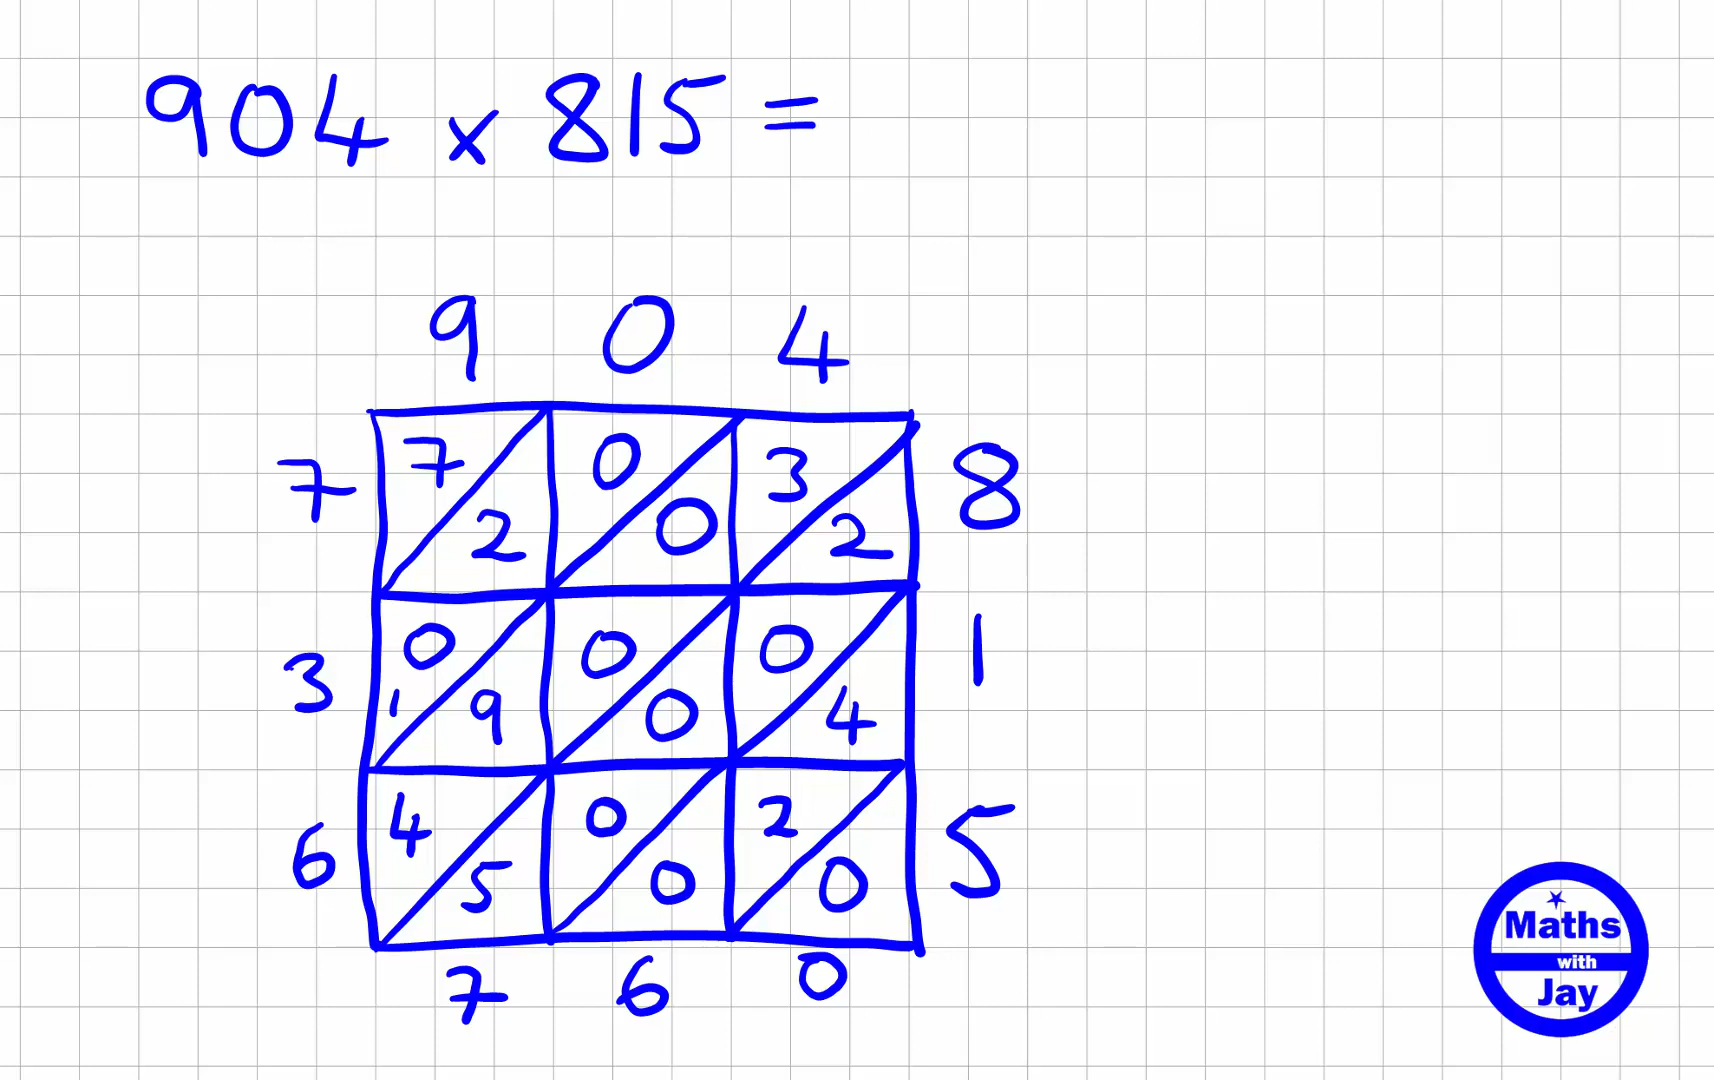 904 x 815 =
9 0 4
7 7 0 3 8
2 0 2
0 0 0 1
3 1 9 0 4
4 0 2 5
6 5 0 0
7 6 0
Maths
with
Jay